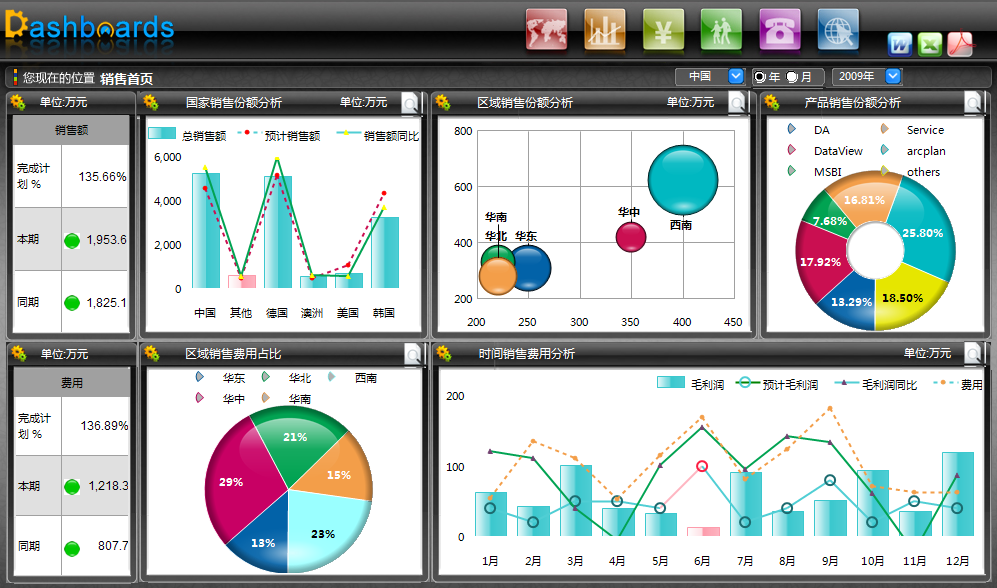 Dashboards
您现在的位置 销售首页
中国 年 月 2009年
单位:万元
销售额
完成计划 % 135.66%
本期 1,953.6
同期 1,825.1
国家销售份额分析 单位:万元
总销售额 预计销售额 销售额同比
6,000
4,000
2,000
0
中国 其他 德国 澳洲 美国 韩国
区域销售份额分析 单位:万元
800
600
400
200
华南
华北 华东
华中
西南
200 250 300 350 400 450
产品销售份额分析
DA Service
DataView arcplan
MSBI others
16.81%
25.80%
7.68%
17.92%
13.29%
18.50%
单位:万元
费用
完成计划 % 136.89%
本期 1,218.3
同期 807.7
区域销售费用占比
华东 华北 西南
华中 华南
21%
15%
29%
23%
13%
时间销售费用分析 单位:万元
毛利润 预计毛利润 毛利润同比 费用
200
100
0
1月 2月 3月 4月 5月 6月 7月 8月 9月 10月 11月 12月